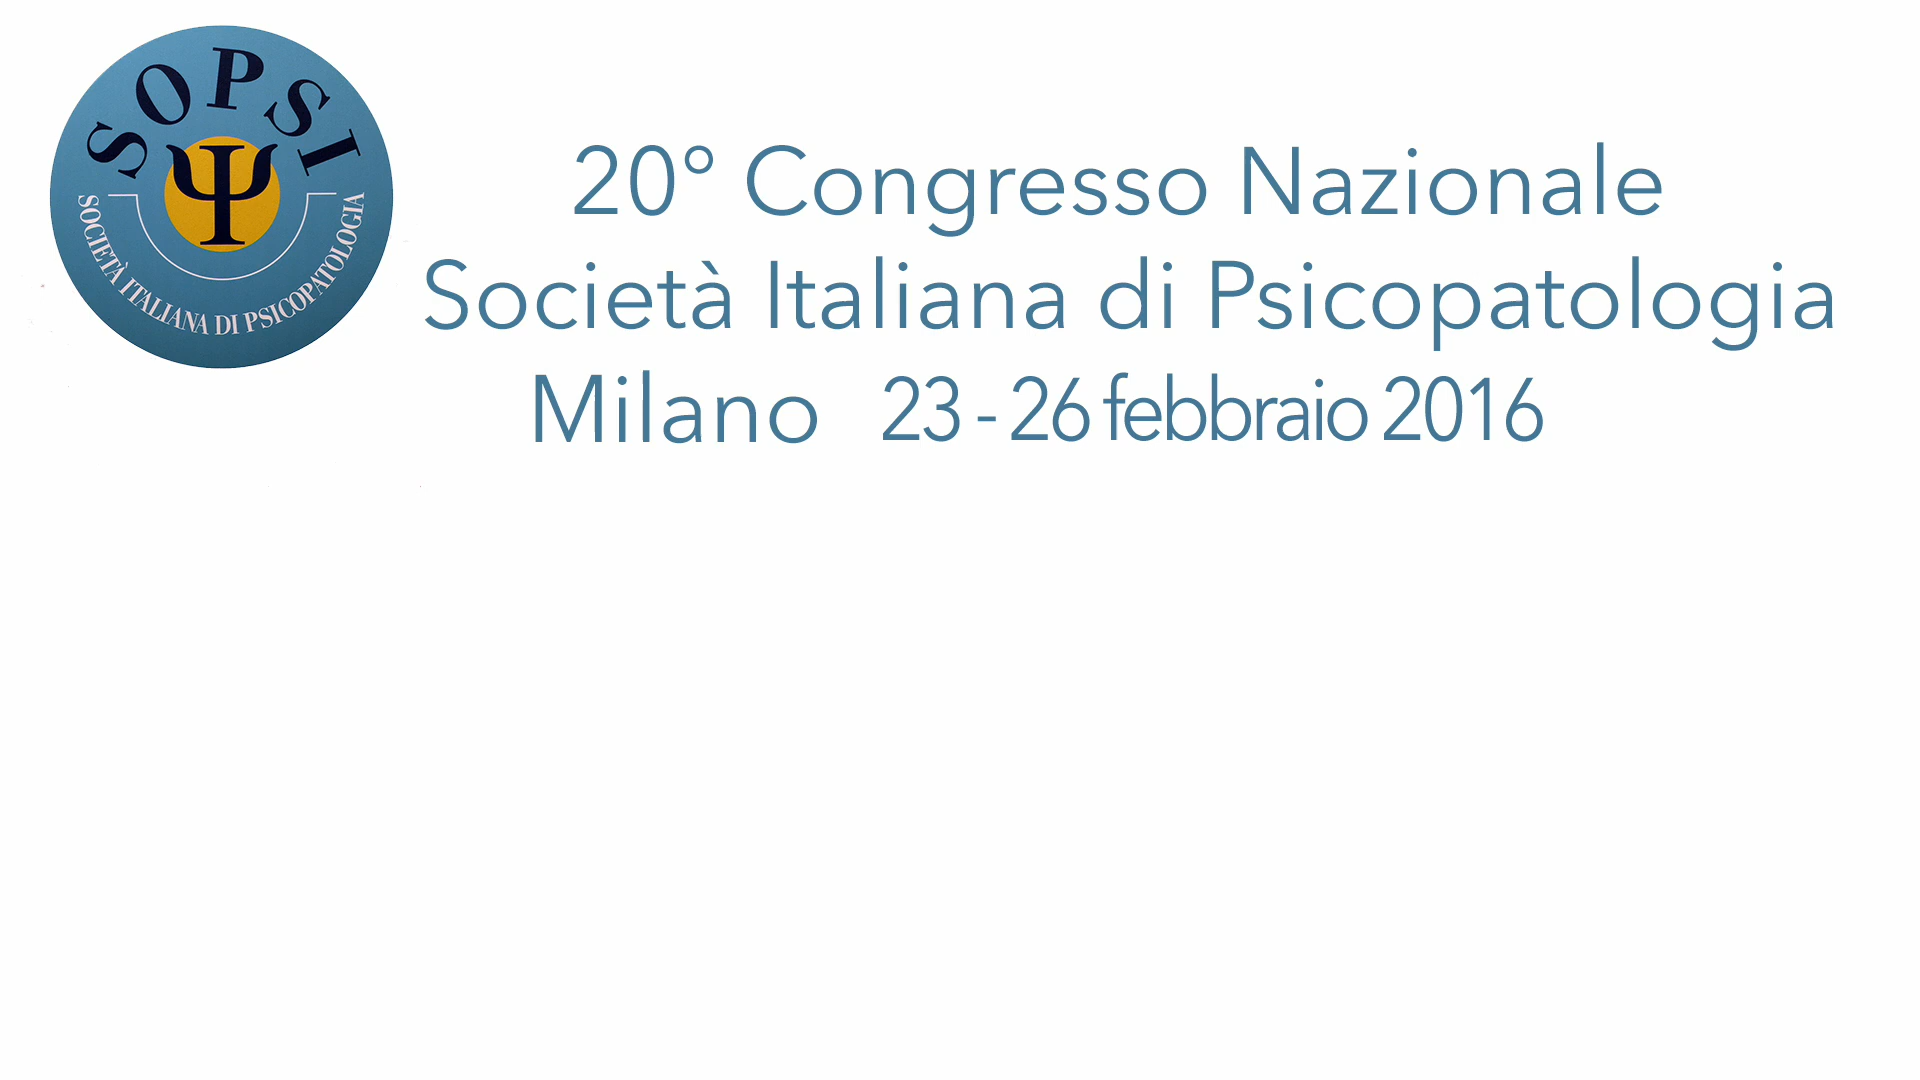 SOPSI
Ψ
SOCIETÀ ITALIANA DI PSICOPATOLOGIA
20° Congresso Nazionale
Società Italiana di Psicopatologia
Milano 23 - 26 febbraio 2016